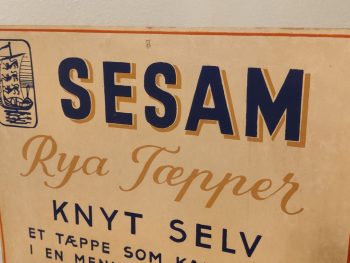 SESAM
Rya Tæpper
KNYT SELV
ET TÆPPE SOM
I EN